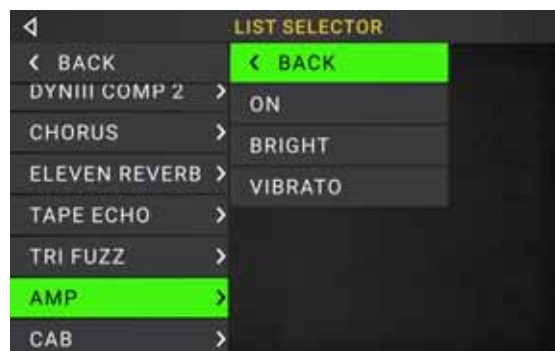 LIST SELECTOR
< BACK
DYNIII COMP 2 >
CHORUS >
ELEVEN REVERB >
TAPE ECHO >
TRI FUZZ >
AMP >
CAB >
< BACK
ON
BRIGHT
VIBRATO